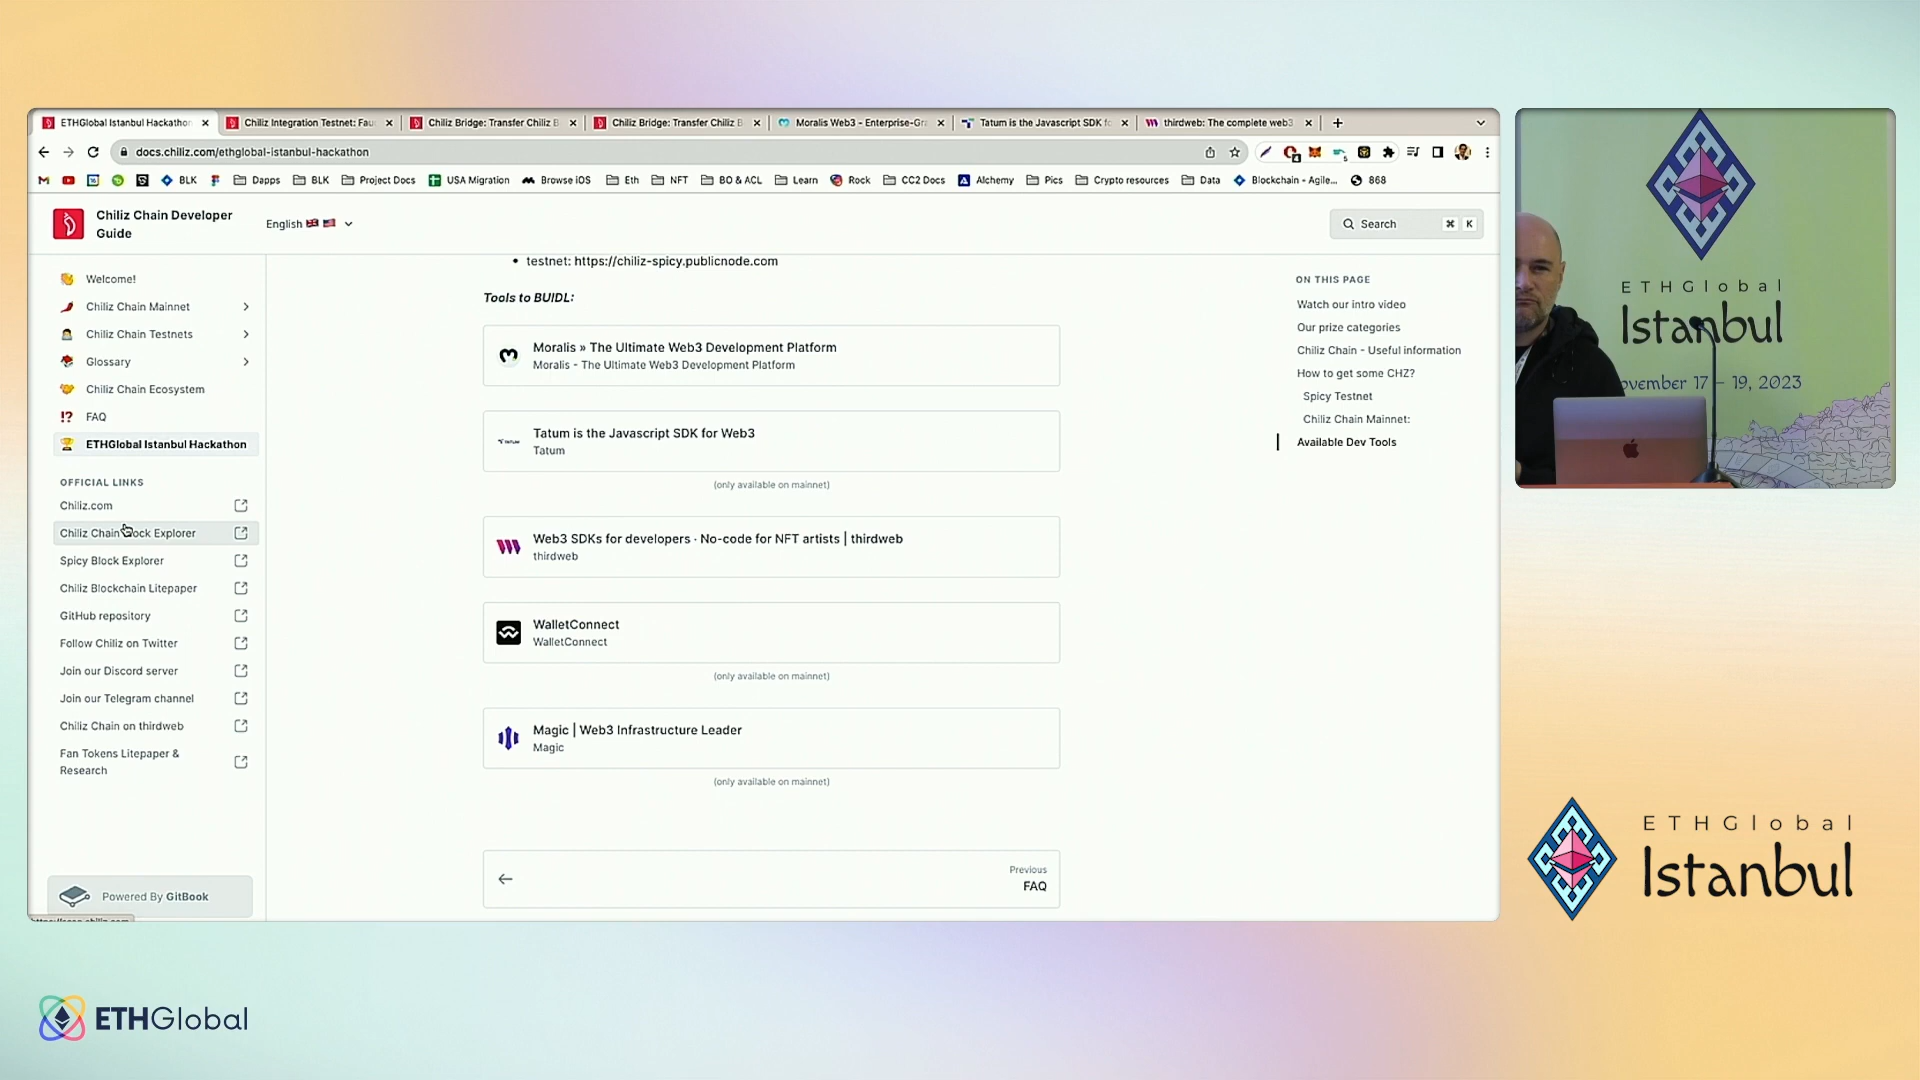 ETHGlobal Istanbul Hackathon
Chiliz Integration Testnet: Fau
Chiliz Bridge: Transfer Chiliz B
Chiliz Bridge: Transfer Chiliz B
Moralis Web3 - Enterprise-Gra
Tatum is the Javascript SDK fo
thirdweb: The complete web3
docs.chiliz.com/ethglobal-istanbul-hackathon
BLK
Dapps
BLK
Project Docs
USA Migration
Browse iOS
Eth
NFT
BO & ACL
Learn
Rock
CC2 Docs
Alchemy
Pics
Crypto resources
Data
Blockchain - Agile...
868
Chiliz Chain Developer
Guide
English
Search
⌘ K
Welcome!
Chiliz Chain Mainnet
Chiliz Chain Testnets
Glossary
Chiliz Chain Ecosystem
FAQ
ETHGlobal Istanbul Hackathon
OFFICIAL LINKS
Chiliz.com
Chiliz Chain Block Explorer
Spicy Block Explorer
Chiliz Blockchain Litepaper
GitHub repository
Follow Chiliz on Twitter
Join our Discord server
Join our Telegram channel
Chiliz Chain on thirdweb
Fan Tokens Litepaper &
Research
Powered By GitBook
• testnet: https://chiliz-spicy.publicnode.com
Tools to BUIDL:
Moralis » The Ultimate Web3 Development Platform
Moralis - The Ultimate Web3 Development Platform
Tatum is the Javascript SDK for Web3
Tatum
(only available on mainnet)
Web3 SDKs for developers · No-code for NFT artists | thirdweb
thirdweb
WalletConnect
WalletConnect
(only available on mainnet)
Magic | Web3 Infrastructure Leader
Magic
(only available on mainnet)
Previous
FAQ
ON THIS PAGE
Watch our intro video
Our prize categories
Chiliz Chain - Useful information
How to get some CHZ?
Spicy Testnet
Chiliz Chain Mainnet:
Available Dev Tools
ETHGlobal
Istanbul
ovember 17 – 19, 2023
ETHGlobal
Istanbul
ETHGlobal